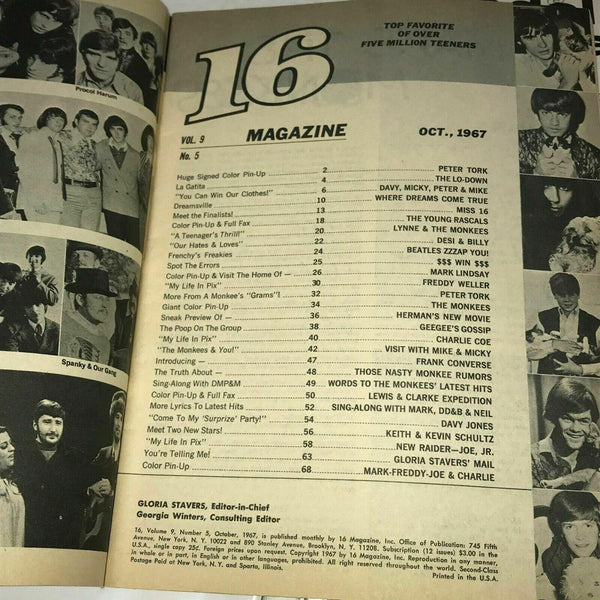 Procol Harum
Spanky & Our Gang
TOP FAVORITE
OF OVER
FIVE MILLION TEENERS
16
VOL. 9 MAGAZINE OCT., 1967
No. 5
Huge Signed Color Pin-Up 2 PETER TORK
La Gatita 4 THE LO-DOWN
"You Can Win Our Clothes!" 6 DAVY, MICKY, PETER & MIKE
Dreamsville 10 WHERE DREAMS COME TRUE
Meet the Finalists! 13 MISS 16
Color Pin-Up & Full Fax 18 THE YOUNG RASCALS
"A Teenager's Thrill!" 20 LYNNE & THE MONKEES
"Our Hates & Loves" 22 DESI & BILLY
Frenchy's Freakies 24 BEATLES ZZZAP YOU!
Spot The Errors 25 $$$ WIN $$$
Color Pin-Up & Visit The Home Of — 26 MARK LINDSAY
"My Life In Pix" 30 FREDDY WELLER
More From A Monkee's "Grams"! 32 PETER TORK
Giant Color Pin-Up 34 THE MONKEES
Sneak Preview Of — 36 HERMAN'S NEW MOVIE
The Poop On The Group 38 GEEGEE'S GOSSIP
"My Life In Pix" 40 CHARLIE COE
"The Monkees & You!" 42 VISIT WITH MIKE & MICKY
Introducing — 47 FRANK CONVERSE
The Truth About — 48 THOSE NASTY MONKEE RUMORS
Sing-Along With DMP&M 49 WORDS TO THE MONKEES' LATEST HITS
Color Pin-Up & Full Fax 50 LEWIS & CLARKE EXPEDITION
More Lyrics To Latest Hits 52 SING-ALONG WITH MARK, DD&B & NEIL
"Come To My 'Surprize' Party!" 54 DAVY JONES
Meet Two New Stars! 56 KEITH & KEVIN SCHULTZ
"My Life In Pix" 58 NEW RAIDER—JOE, JR.
You're Telling Me! 63 GLORIA STAVERS' MAIL
Color Pin-Up 68 MARK-FREDDY-JOE & CHARLIE
GLORIA STAVERS, Editor-in-Chief
Georgia Winters, Consulting Editor
16, Volume 9, Number 5, October, 1967, is published monthly by 16 Magazine, Inc. Office of Publication: 745 Fifth
Avenue, New York, N. Y. 10022 and 890 Stanley Avenue, Brooklyn, N. Y. 11208. Subscription (12 issues) $3.00 in
U.S.A., single copy 25¢. Foreign prices upon request. Copyright 1967 by 16 Magazine, Inc. Reproduction in any manner,
in whole or in part, in English or in other languages, prohibited. All rights reserved throughout the world. Second-Class
Postage Paid at New York, N. Y. and Sparta, Illinois. Printed in the U.S.A.